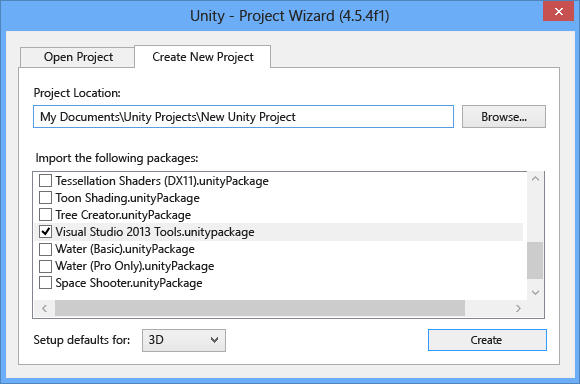 Unity - Project Wizard (4.5.4f1)
Open Project
Create New Project
Project Location:
My Documents\Unity Projects\New Unity Project
Browse...
Import the following packages:
Tessellation Shaders (DX11).unityPackage
Toon Shading.unityPackage
Tree Creator.unityPackage
Visual Studio 2013 Tools.unitypackage
Water (Basic).unityPackage
Water (Pro Only).unityPackage
Space Shooter.unityPackage
Setup defaults for:
3D
Create